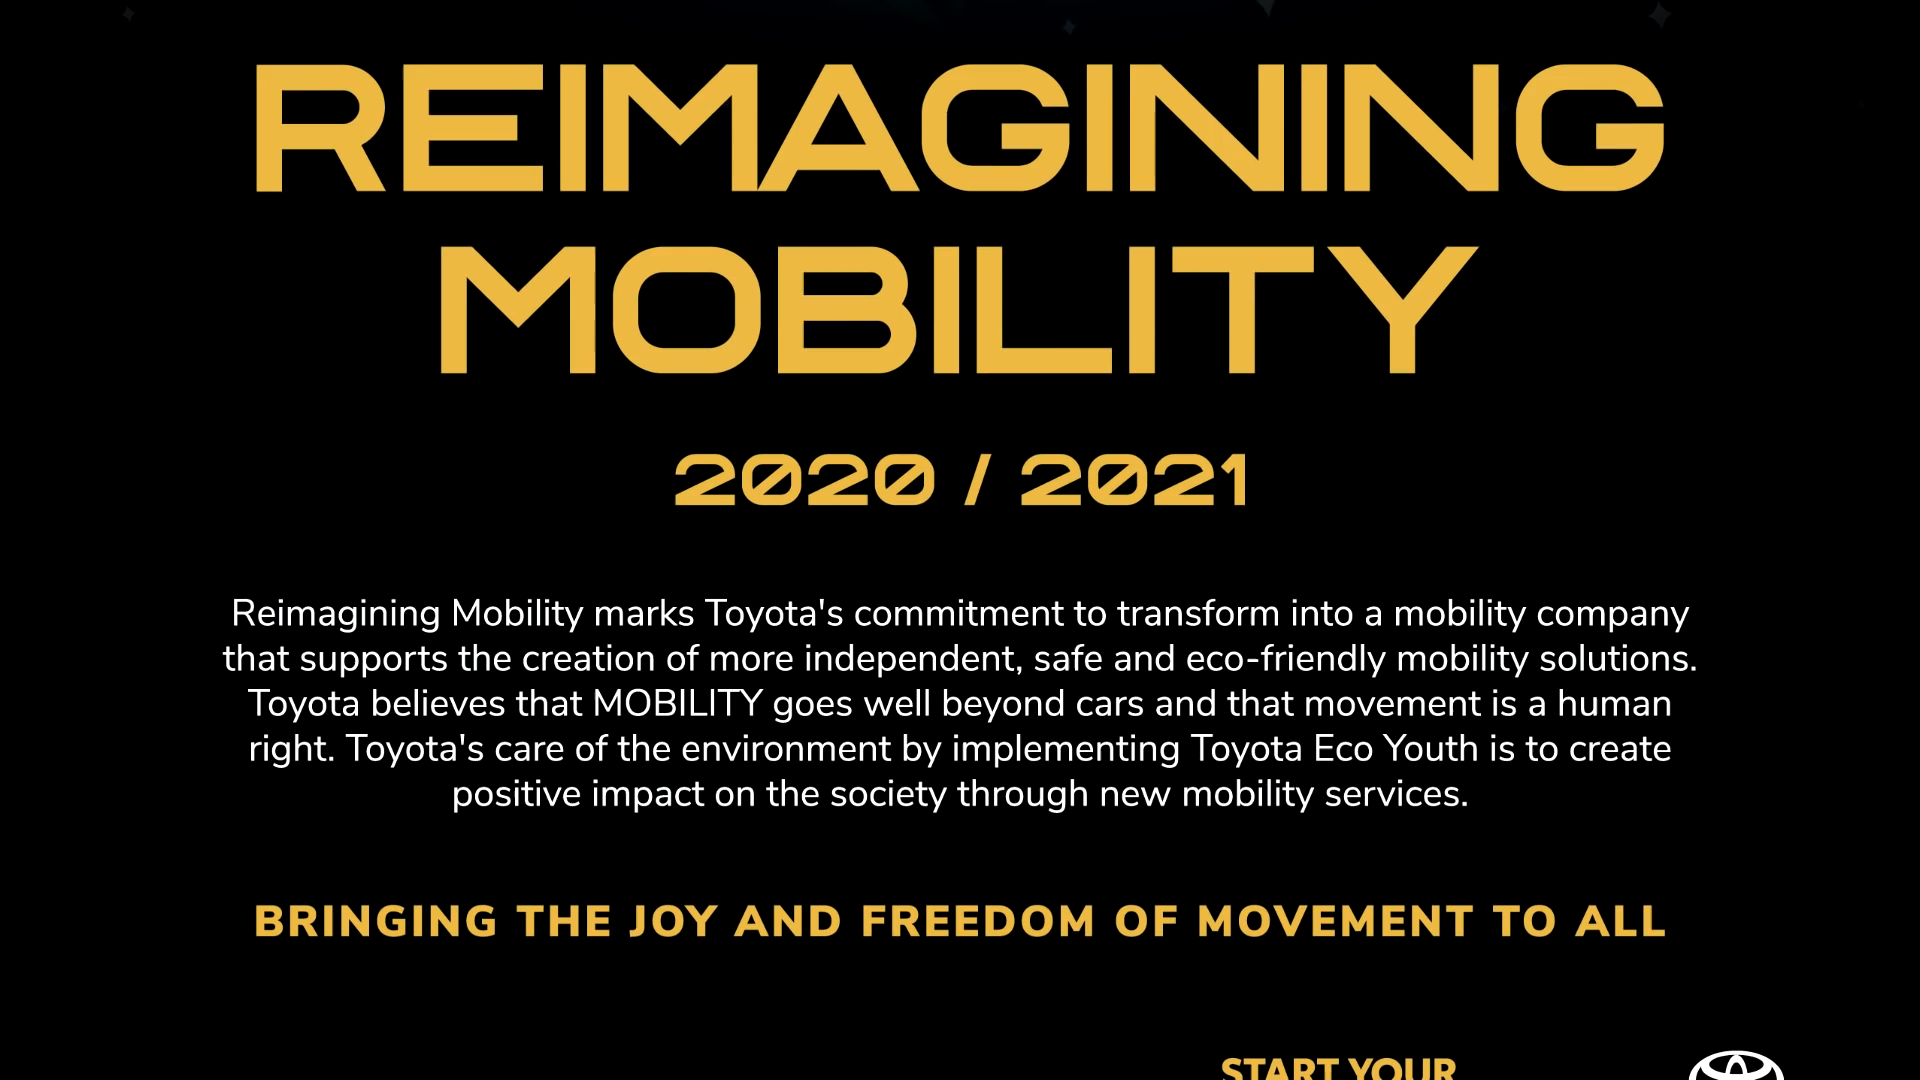 REIMAGINING
MOBILITY
2020 / 2021
Reimagining Mobility marks Toyota's commitment to transform into a mobility company
that supports the creation of more independent, safe and eco-friendly mobility solutions.
Toyota believes that MOBILITY goes well beyond cars and that movement is a human
right. Toyota's care of the environment by implementing Toyota Eco Youth is to create
positive impact on the society through new mobility services.
BRINGING THE JOY AND FREEDOM OF MOVEMENT TO ALL
START YOUR